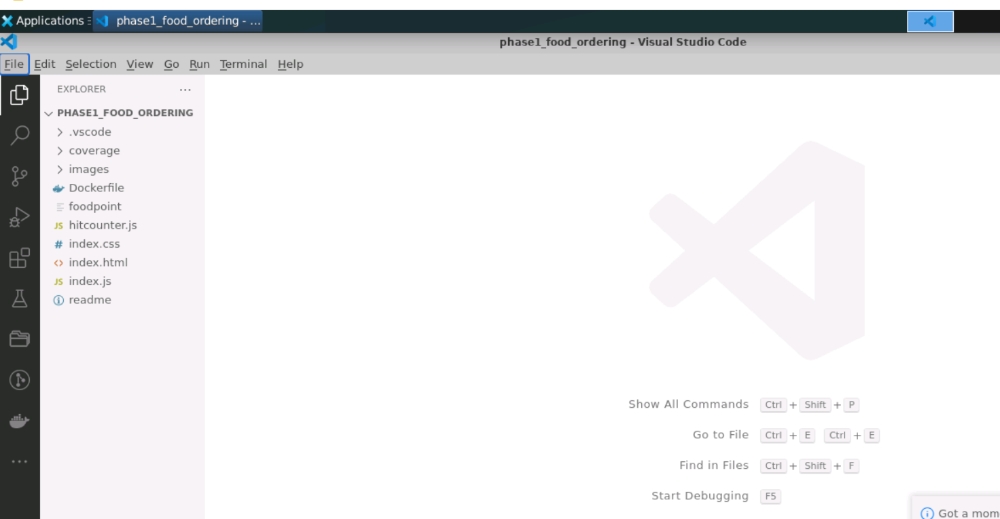 Applications
phase1_food_ordering - ...
phase1_food_ordering - Visual Studio Code
File Edit Selection View Go Run Terminal Help
EXPLORER ...
PHASE1_FOOD_ORDERING
.vscode
coverage
images
Dockerfile
foodpoint
JS hitcounter.js
# index.css
<> index.html
JS index.js
readme
Show All Commands Ctrl + Shift + P
Go to File Ctrl + E Ctrl + E
Find in Files Ctrl + Shift + F
Start Debugging F5
Got a mom